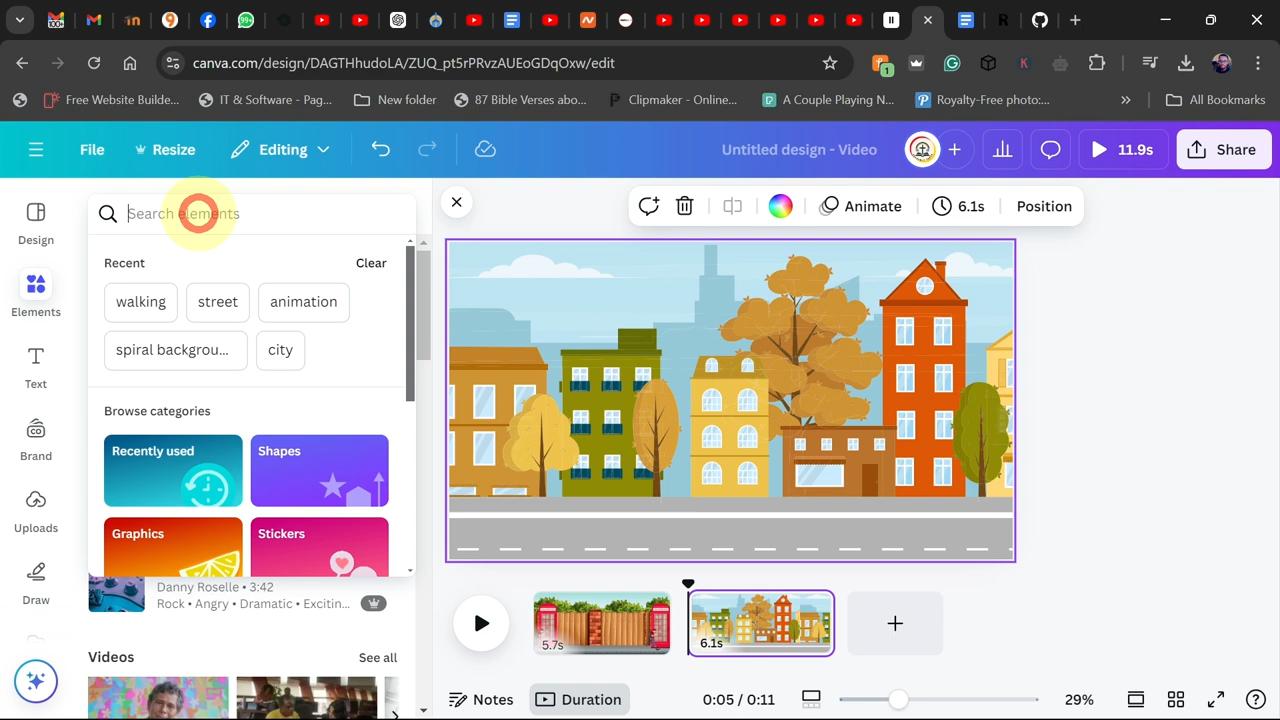 canva.com/design/DAGTHhudoLA/ZUQ_pt5rPRvzAUEoGDqOxw/edit
Free Website Builde...
IT & Software - Pag...
New folder
87 Bible Verses abo...
Clipmaker - Online...
A Couple Playing N...
Royalty-Free photo:...
All Bookmarks
File
Resize
Editing
Untitled design - Video
11.9s
Share
Search elements
6.1s
Animate
Position
Design
Elements
Text
Brand
Uploads
Draw
Recent
Clear
walking
street
animation
spiral backgrou...
city
Browse categories
Recently used
Shapes
Graphics
Stickers
Danny Roselle • 3:42
Rock • Angry • Dramatic • Excitin...
Videos
See all
5.7s
6.1s
Notes
Duration
0:05 / 0:11
29%